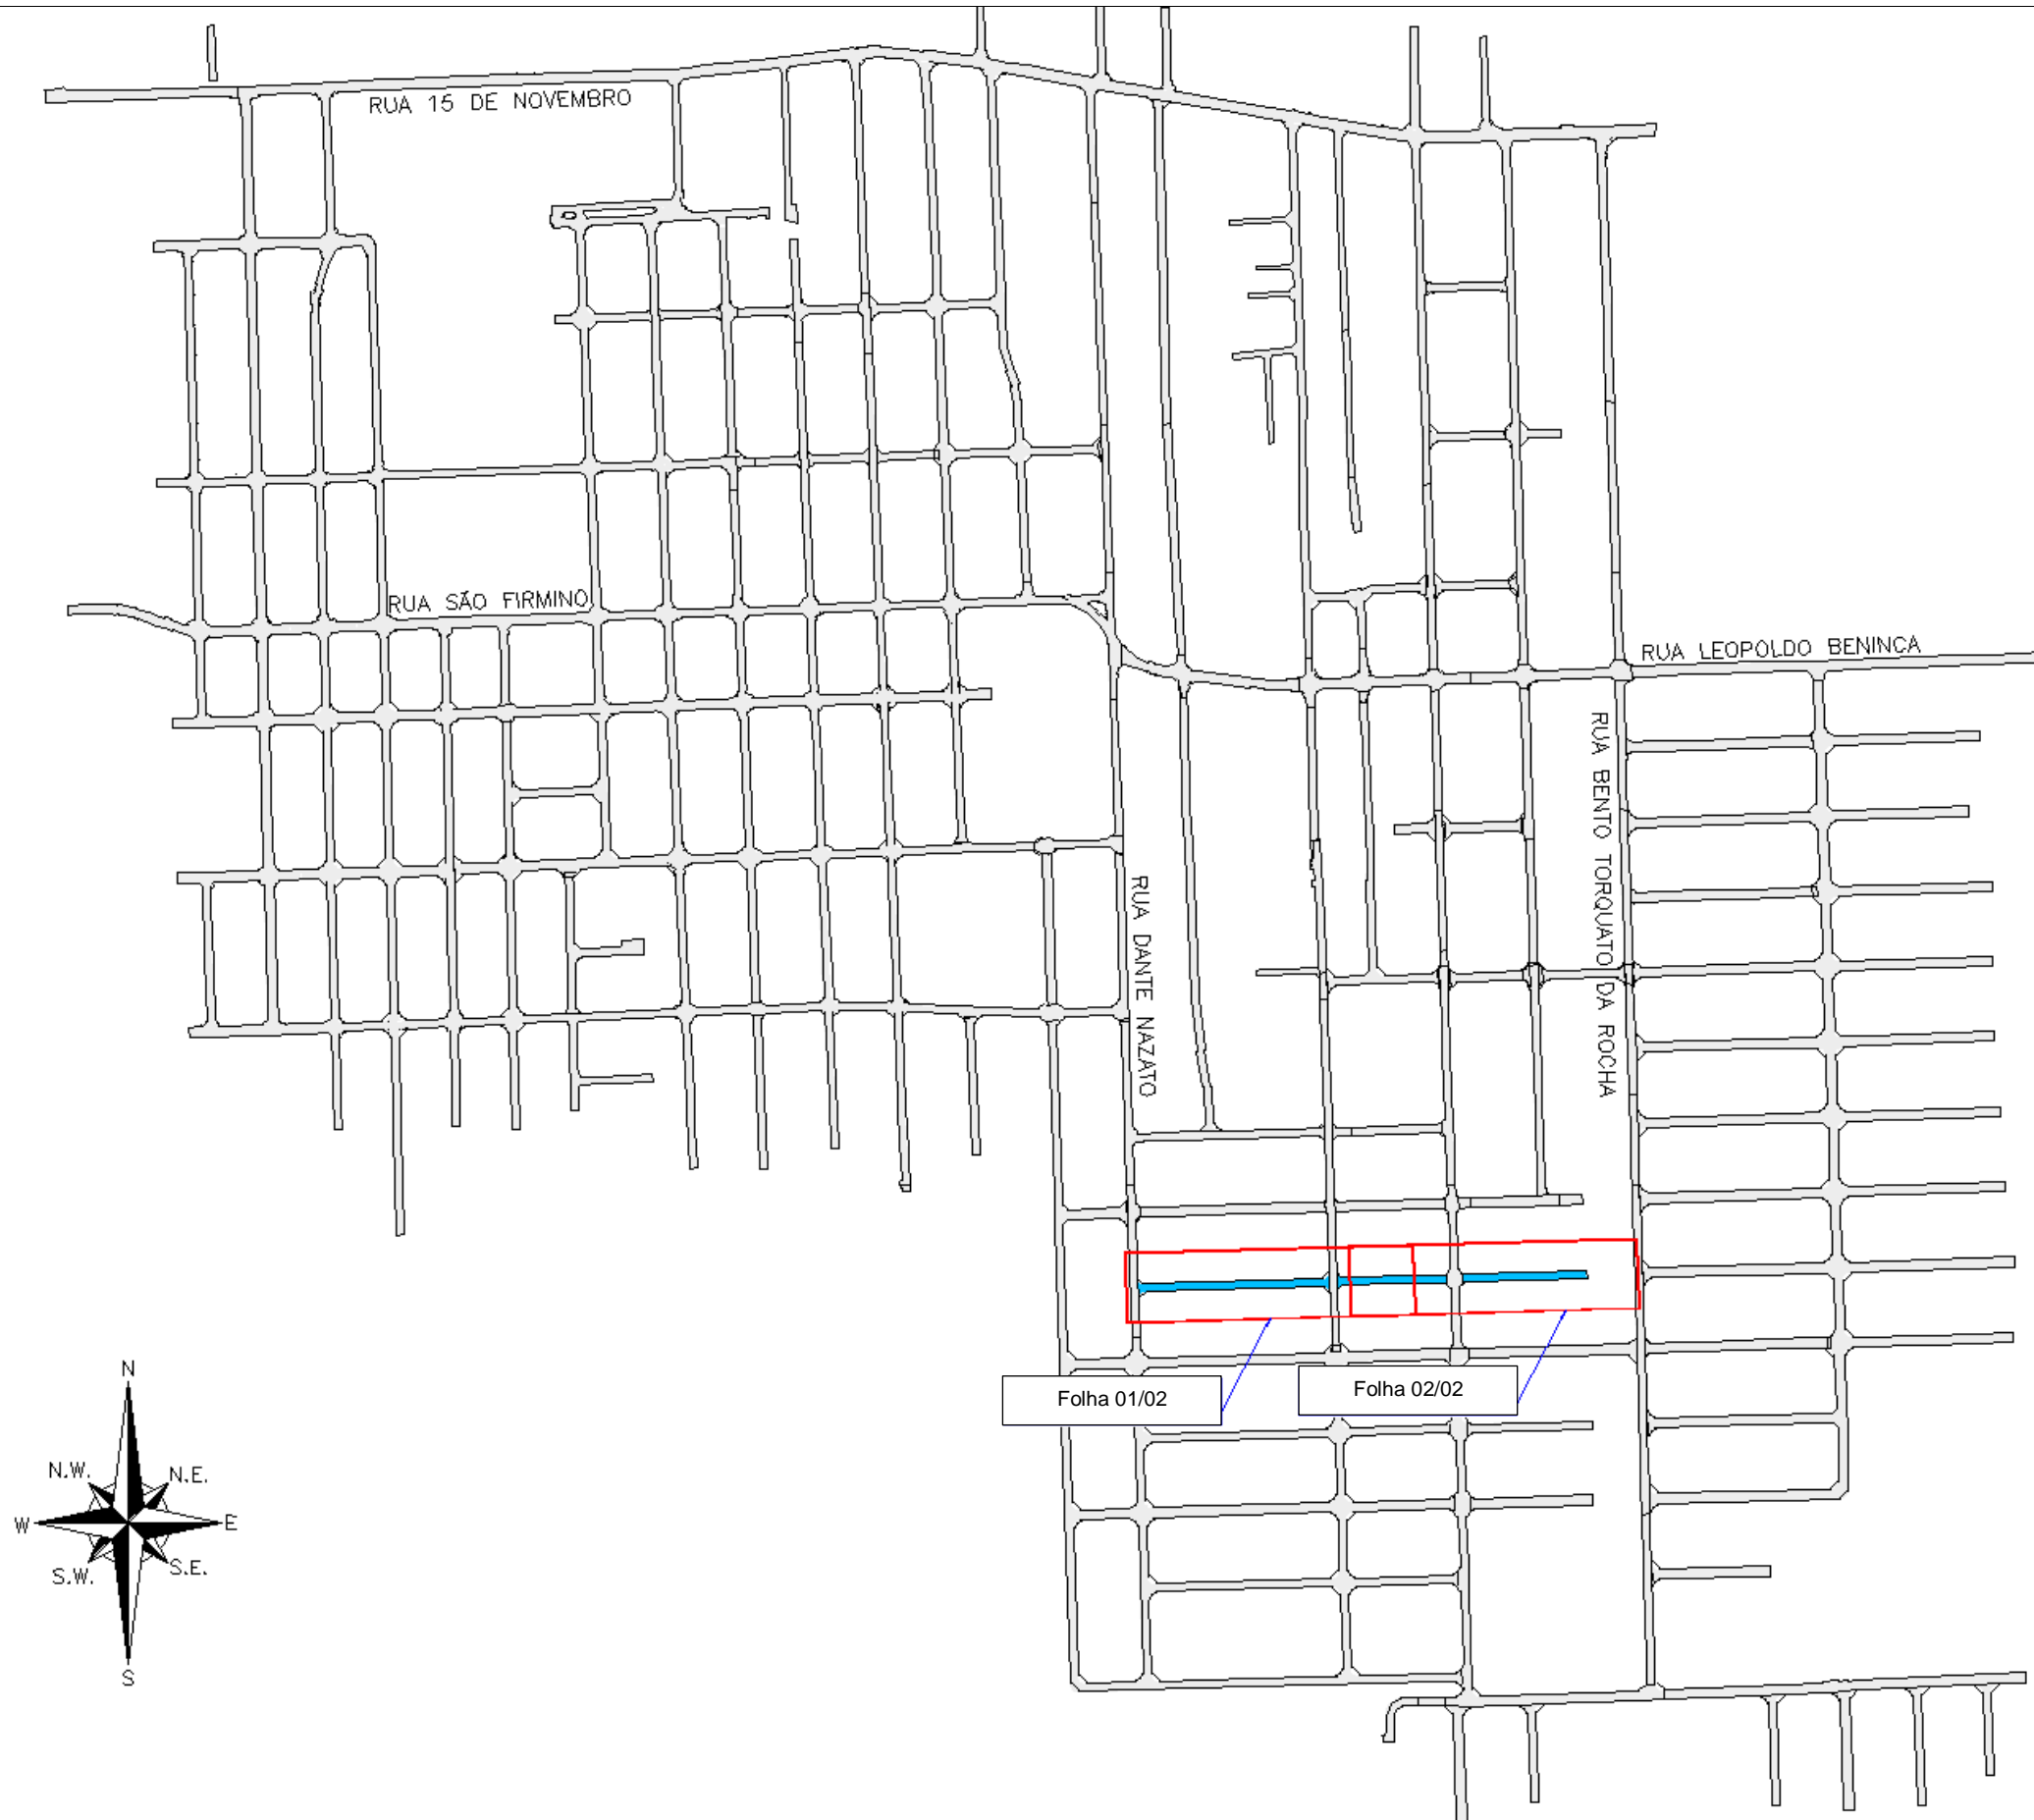 RUA 15 DE NOVEMBRO
RUA SÃO FIRMINO
RUA LEOPOLDO BENINCA
RUA BENTO TORQUATO DA ROCHA
RUA DANTE NAZATO
Folha 01/02
Folha 02/02
N
N.W.
N.E.
W
E
S.W.
S.E.
S